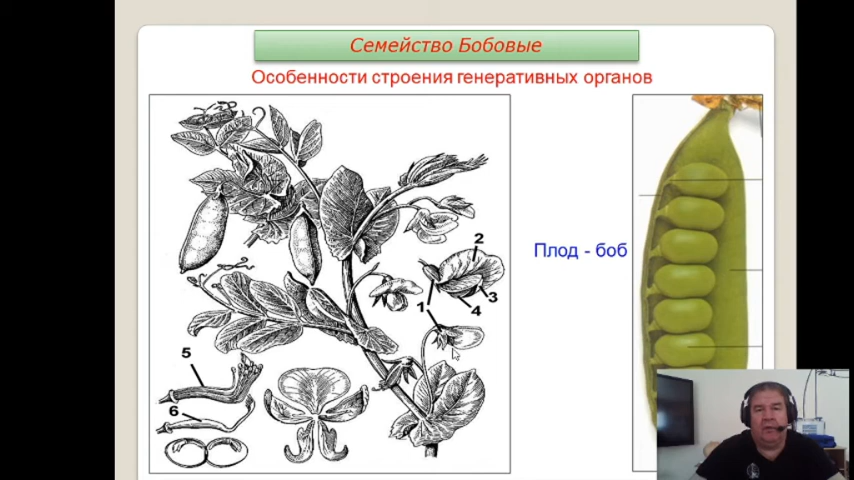 Семейство Бобовые
Особенности строения генеративных органов
2
Плод - боб
3
1
4
5
6